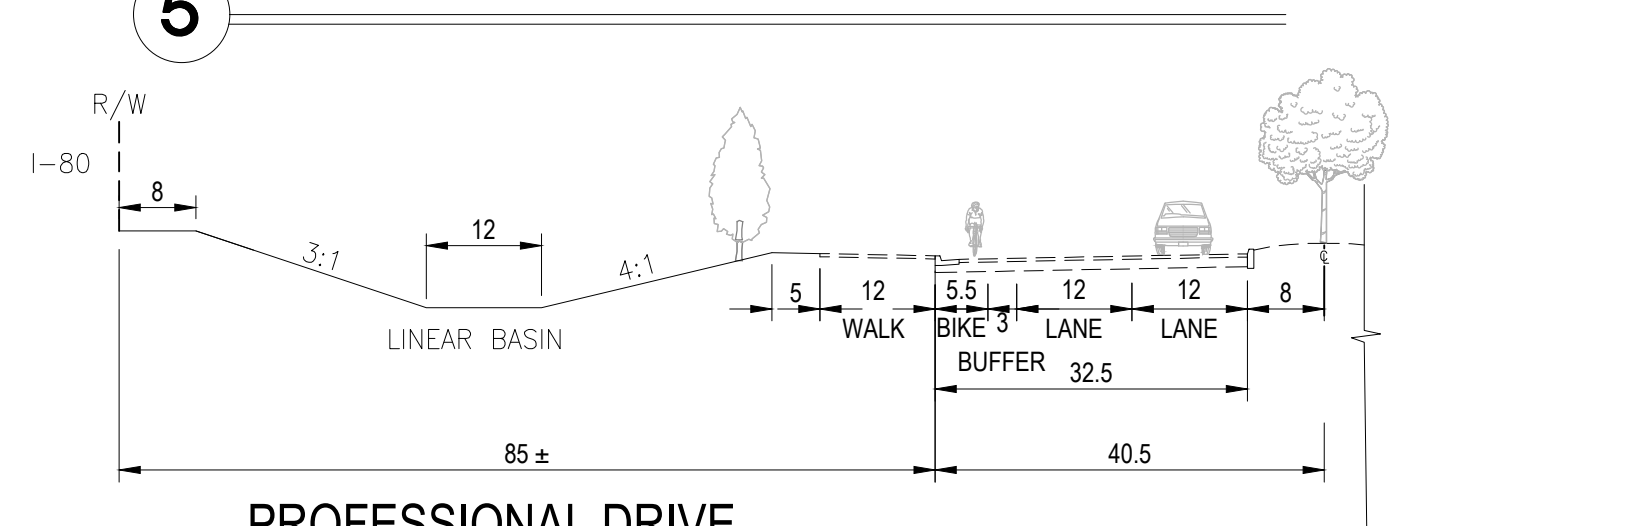 5
R/W
I-80
8
12
3:1
4:1
LINEAR BASIN
5
12
5.5
3
12
12
8
℄
WALK
BIKE
LANE
LANE
BUFFER
32.5
85 ±
40.5
PROFESSIONAL DRIVE